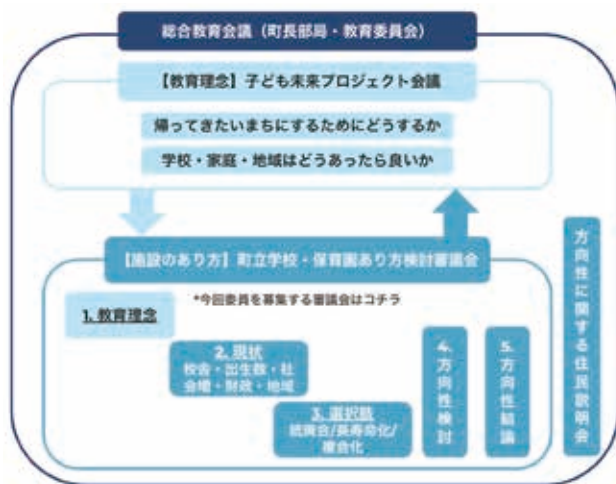 総合教育会議（町長部局・教育委員会）
【教育理念】子ども未来プロジェクト会議
帰ってきたいまちにするためにどうするか
学校・家庭・地域はどうあったら良いか
【施設のあり方】町立学校・保育園あり方検討審議会
*今回委員を募集する審議会はコチラ
1. 教育理念
2. 現状
校舎・出生数・社
会増・財政・地域
3. 選択肢
統廃合/長寿命化/
複合化
4.方向性検討
5.方向性結論
方向性に関する住民説明会